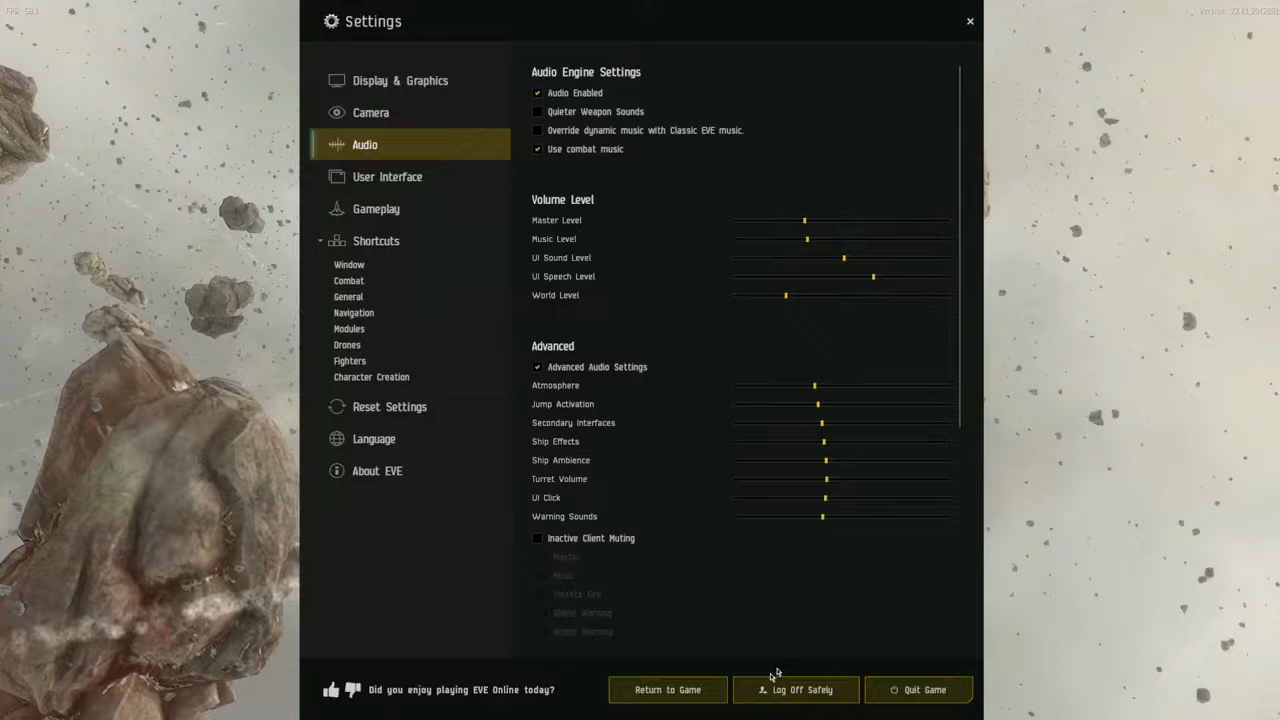 Settings
Display & Graphics
Camera
Audio
User Interface
Gameplay
Shortcuts
Window
Combat
General
Navigation
Modules
Drones
Fighters
Character Creation
Reset Settings
Language
About EVE
Audio Engine Settings
Audio Enabled
Quieter Weapon Sounds
Override dynamic music with Classic EVE music.
Use combat music
Volume Level
Master Level
Music Level
UI Sound Level
UI Speech Level
World Level
Advanced
Advanced Audio Settings
Atmosphere
Jump Activation
Secondary Interfaces
Ship Effects
Ship Ambience
Turret Volume
UI Click
Warning Sounds
Inactive Client Muting
Master
Music
Shield Warning
Did you enjoy playing EVE Online today?
Return to Game
Log Off Safely
Quit Game